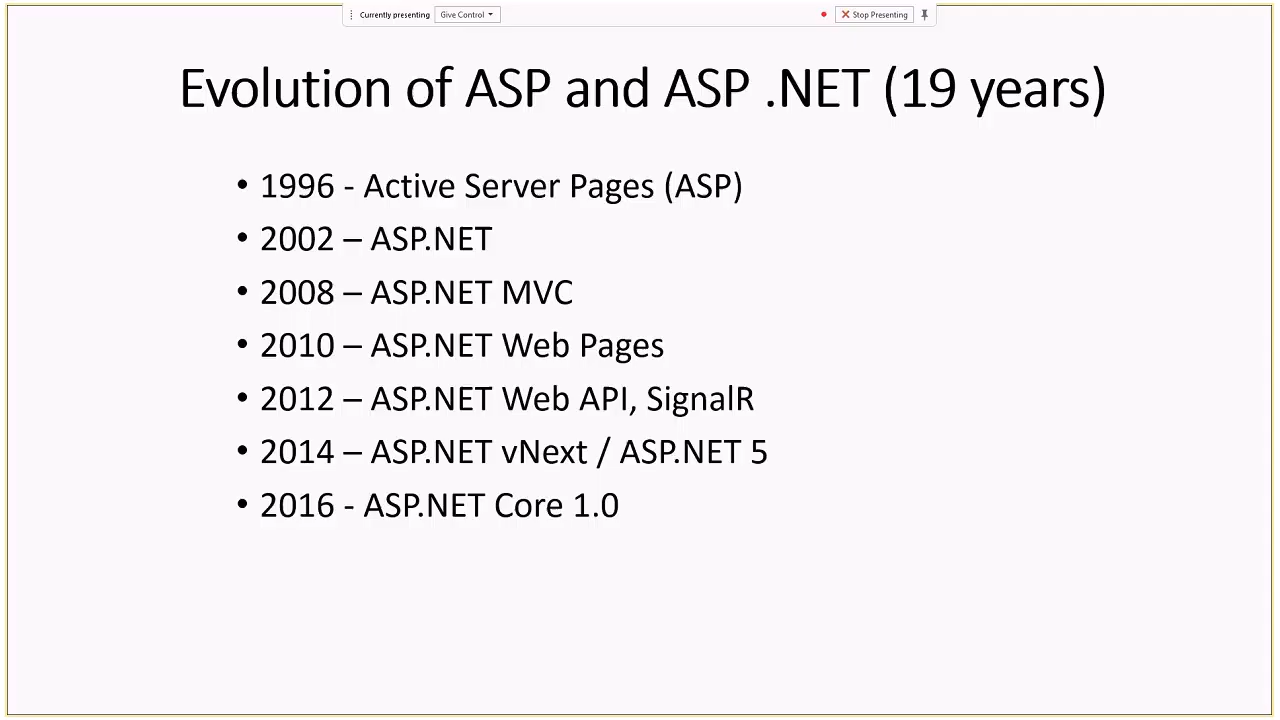 Currently presenting Give Control Stop Presenting
Evolution of ASP and ASP .NET (19 years)
• 1996 - Active Server Pages (ASP)
• 2002 – ASP.NET
• 2008 – ASP.NET MVC
• 2010 – ASP.NET Web Pages
• 2012 – ASP.NET Web API, SignalR
• 2014 – ASP.NET vNext / ASP.NET 5
• 2016 - ASP.NET Core 1.0